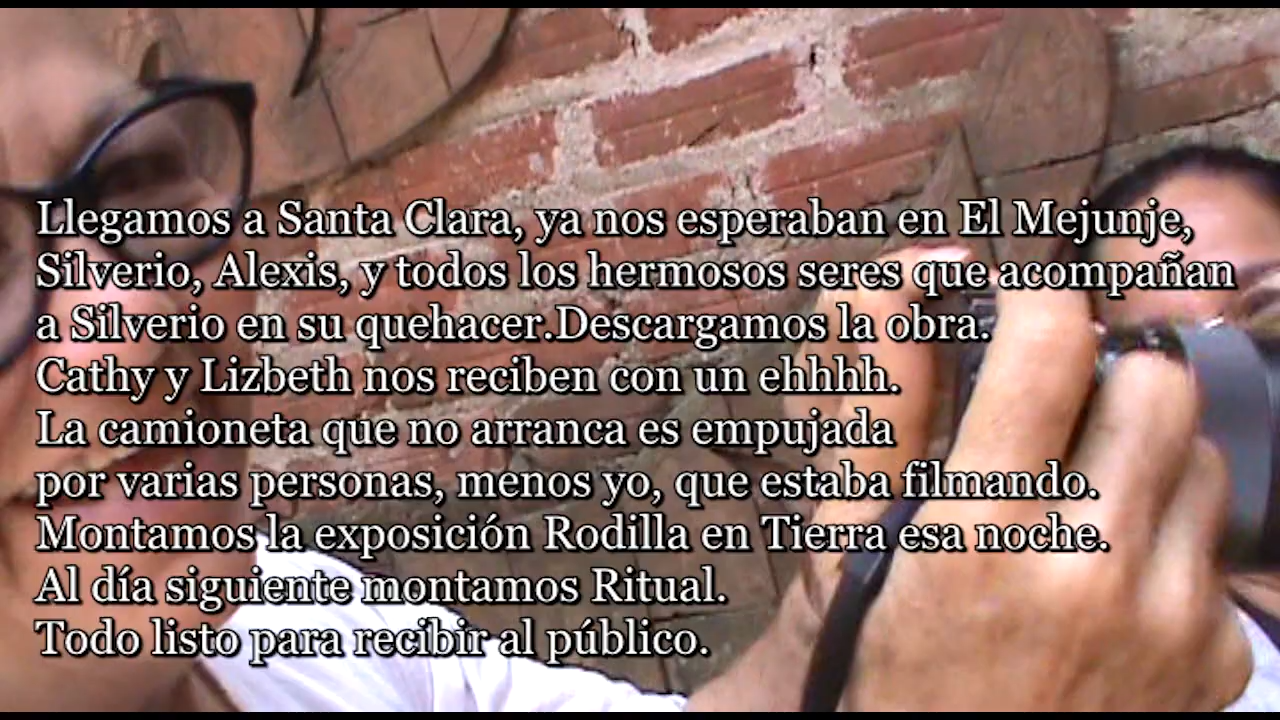 Llegamos a Santa Clara, ya nos esperaban en El Mejunje,
Silverio, Alexis, y todos los hermosos seres que acompañan
a Silverio en su quehacer.Descargamos la obra.
Cathy y Lizbeth nos reciben con un ehhhh.
La camioneta que no arranca es empujada
por varias personas, menos yo, que estaba filmando.
Montamos la exposición Rodilla en Tierra esa noche.
Al día siguiente montamos Ritual.
Todo listo para recibir al público.